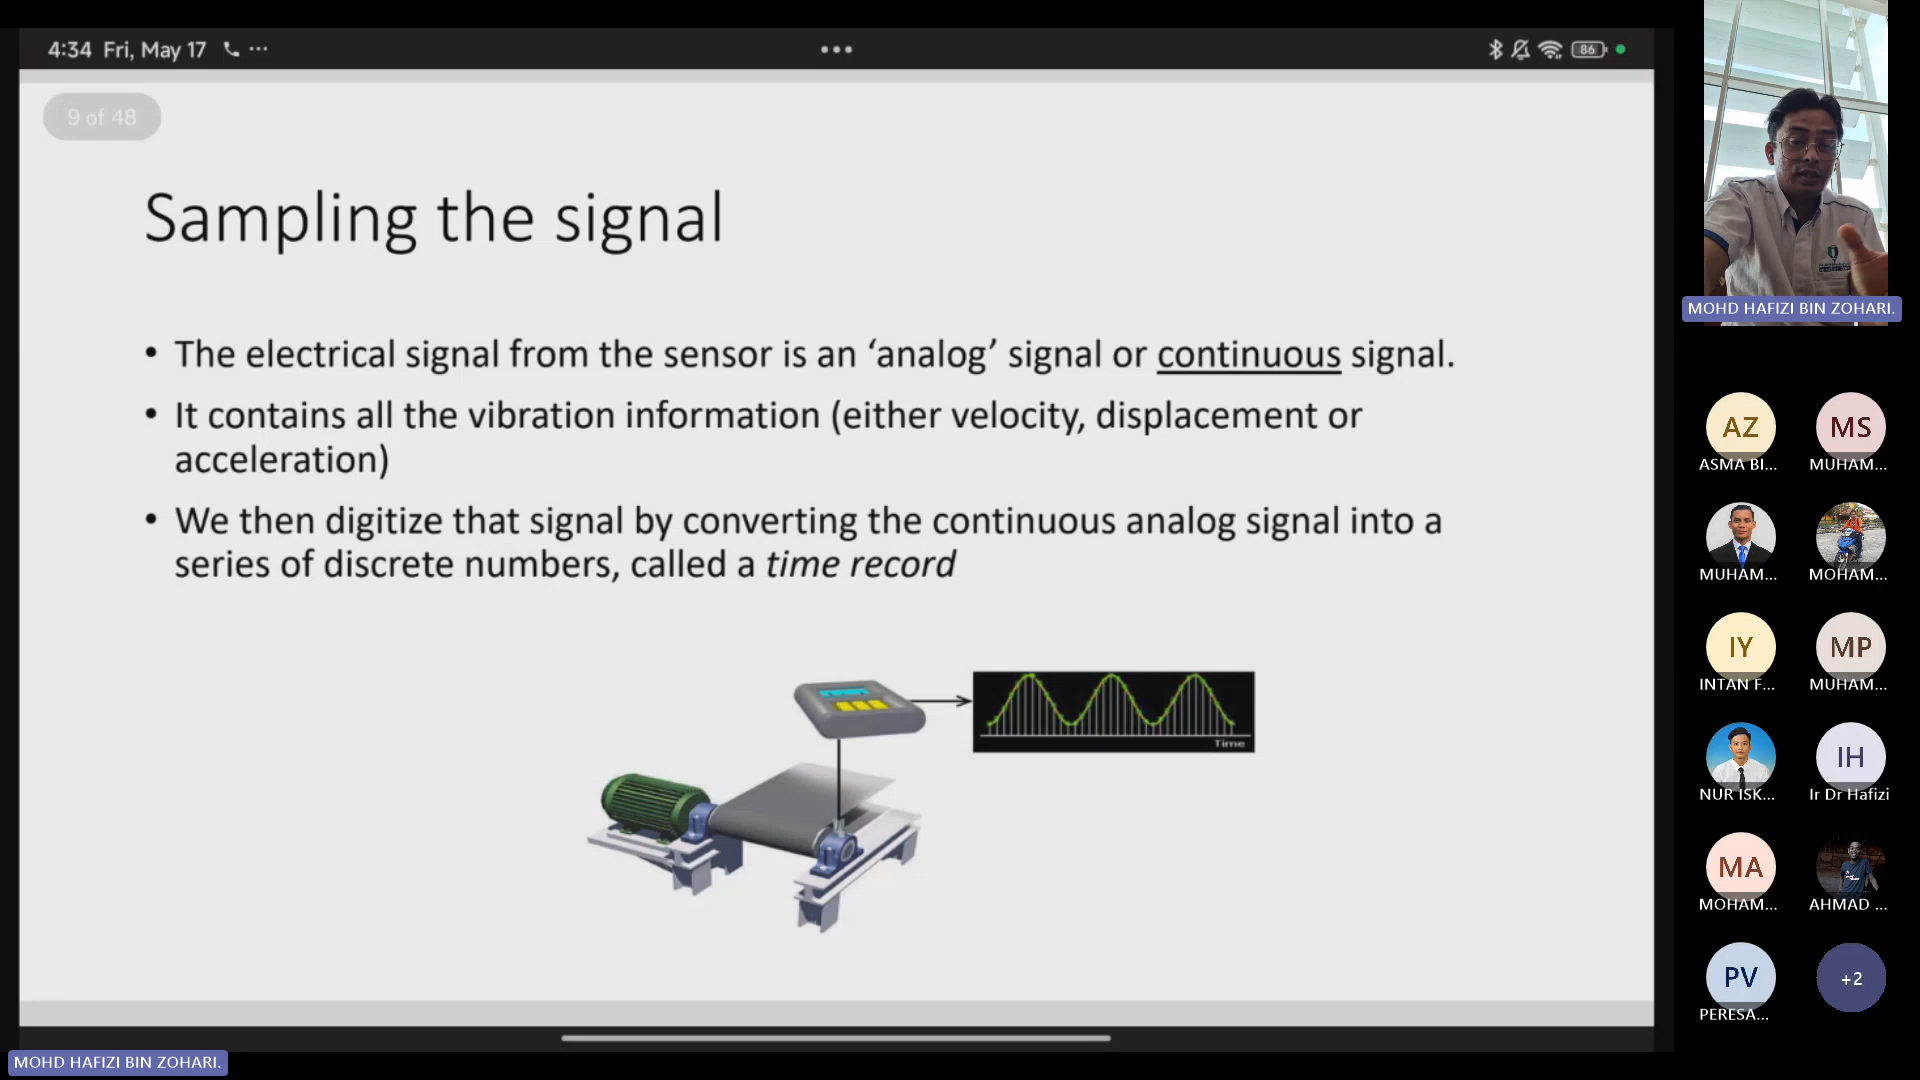 4:34 Fri, May 17
86
9 of 48
Sampling the signal
• The electrical signal from the sensor is an ‘analog’ signal or continuous signal.
• It contains all the vibration information (either velocity, displacement or
acceleration)
• We then digitize that signal by converting the continuous analog signal into a
series of discrete numbers, called a time record
Time
MOHD HAFIZI BIN ZOHARI.
MOHD HAFIZI BIN ZOHARI.
AZ
MS
ASMA BI...
MUHAM...
MUHAM...
MOHAM...
IY
MP
INTAN F...
MUHAM...
IH
NUR ISK...
Ir Dr Hafizi
MA
MOHAM...
AHMAD ...
PV
+2
PERESA...